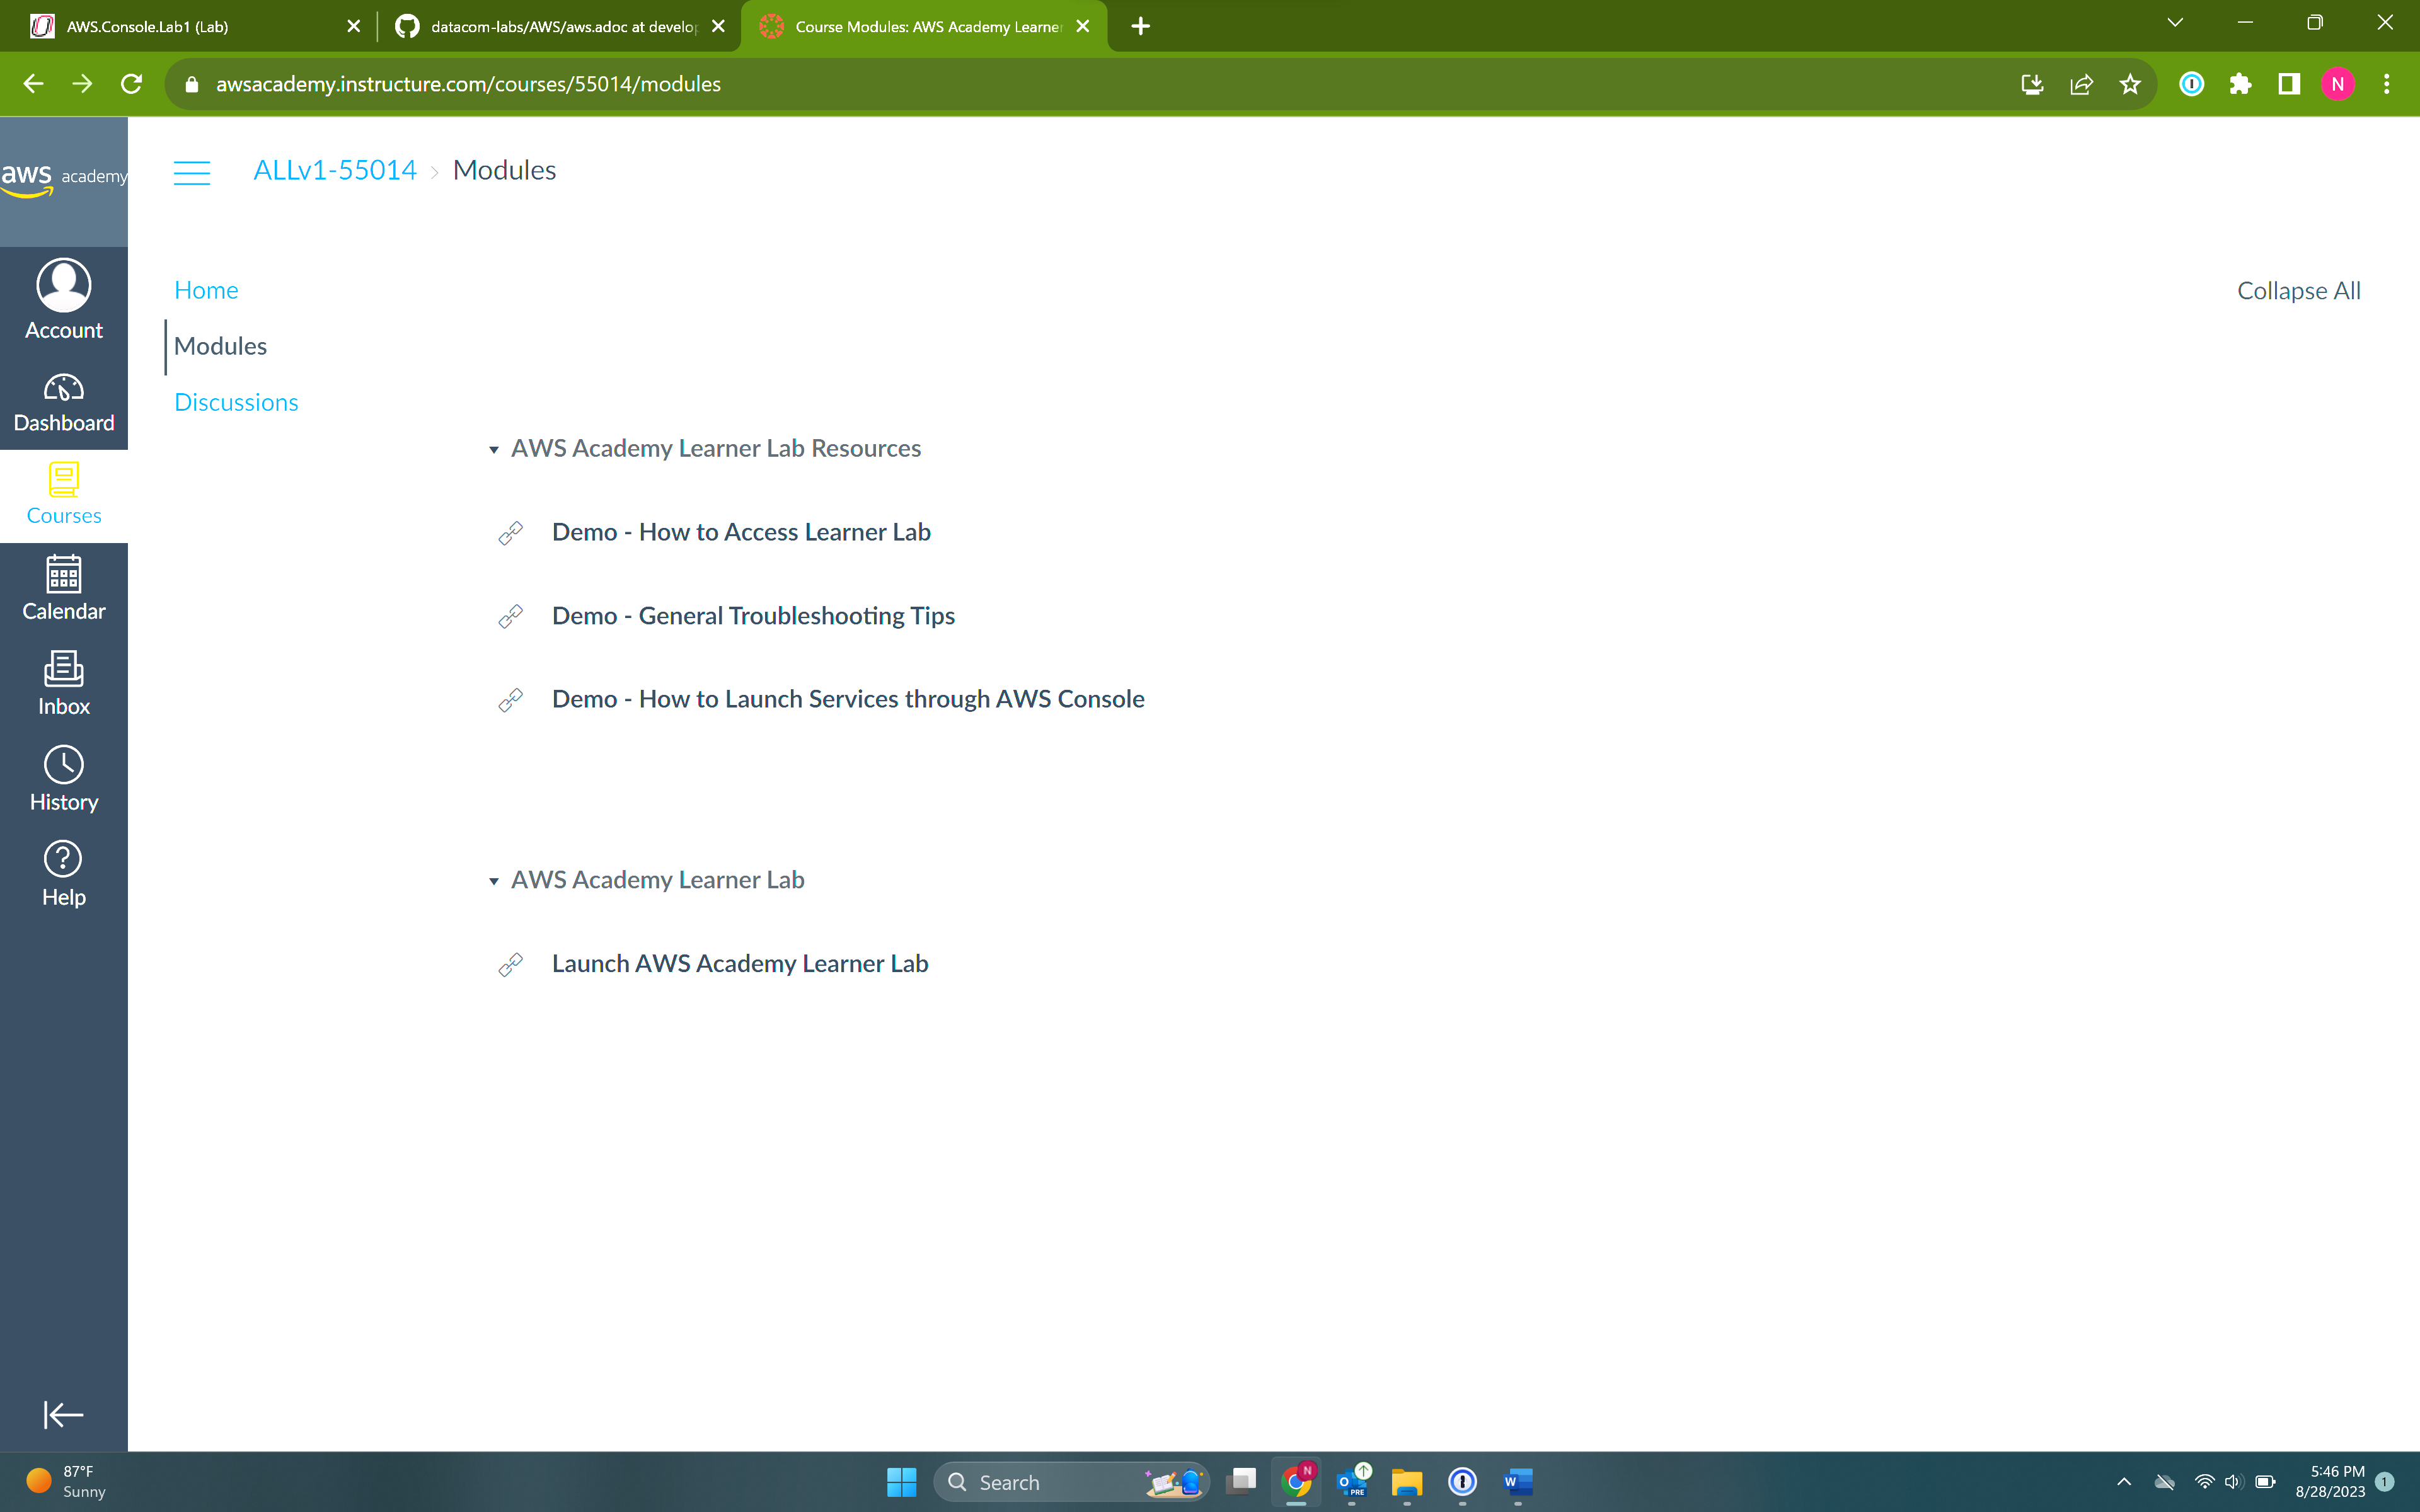 AWS.Console.Lab1 (Lab)
datacom-labs/AWS/aws.adoc at develo
Course Modules: AWS Academy Learne
awsacademy.instructure.com/courses/55014/modules
N
aws academy
ALLv1-55014 > Modules
Account
Dashboard
Courses
Calendar
Inbox
History
Help
Home
Modules
Discussions
Collapse All
AWS Academy Learner Lab Resources
Demo - How to Access Learner Lab
Demo - General Troubleshooting Tips
Demo - How to Launch Services through AWS Console
AWS Academy Learner Lab
Launch AWS Academy Learner Lab
87°F
Sunny
Search
N
O
PRE
W
5:46 PM
8/28/2023
1